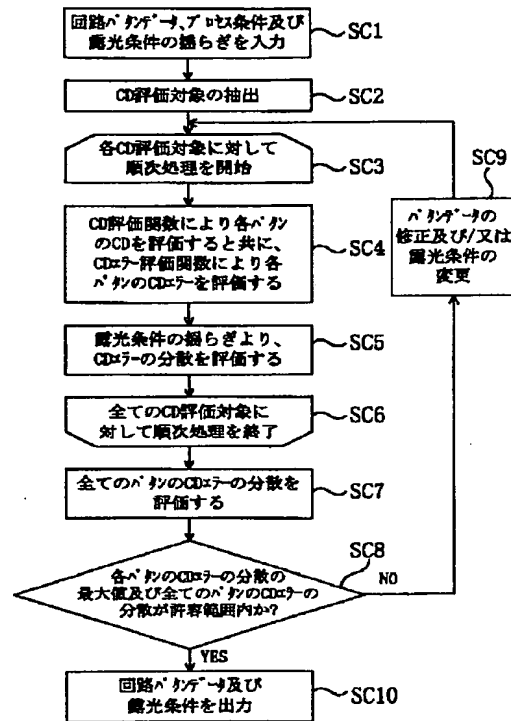 回路パタンデータ、プロセス条件及び
露光条件の揺らぎを入力
SC1
CD評価対象の抽出
SC2
各CD評価対象に対して
順次処理を開始
SC3
CD評価関数により各パタン
のCDを評価すると共に、
CDエラー評価関数により各
パタンのCDエラーを評価する
SC4
露光条件の揺らぎより、
CDエラーの分散を評価する
SC5
全てのCD評価対象に
対して順次処理を終了
SC6
全てのパタンのCDエラーの分散を
評価する
SC7
各パタンのCDエラーの分散の
最大値及び全てのパタンのCDエラーの
分散が許容範囲内か?
SC8
NO
YES
SC9
パタンデータの
修正及び/又は
露光条件の
変更
回路パタンデータ及び
露光条件を出力
SC10